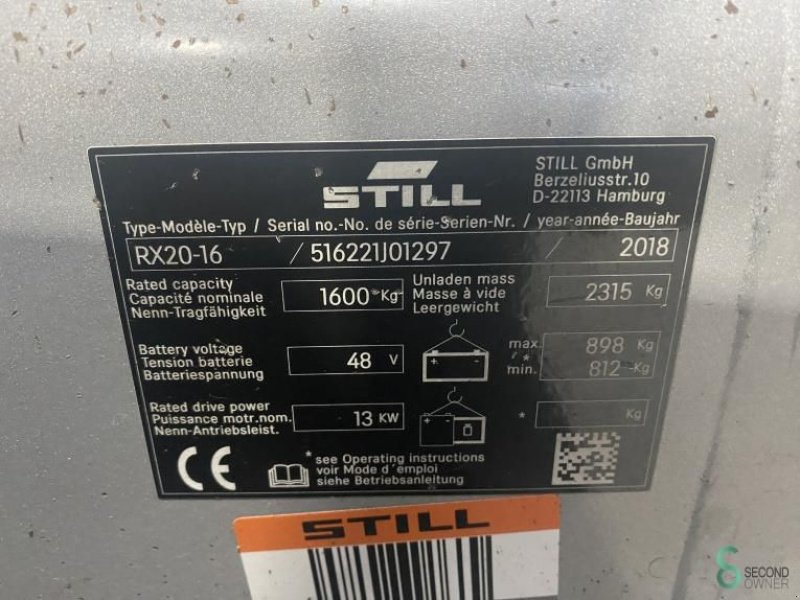 STILL
STILL GmbH
Berzeliusstr.10
D-22113 Hamburg
Type-Modèle-Typ / Serial no.-No. de série-Serien-Nr. / year-année-Baujahr
RX20-16 / 516221J01297 / 2018
Rated capacity
Capacité nominale
Nenn-Tragfähigkeit
1600 Kg
Unladen mass
Masse à vide
Leergewicht
2315 Kg
Battery voltage
Tension batterie
Batteriespannung
48 V
max. 898 Kg
*
min. 812 Kg
Rated drive power
Puissance motr.nom.
Nenn-Antriebsleist.
13 KW
* Kg
CE
*see Operating instructions
voir Mode d'emploi
siehe Betriebsanleitung
STILL
SECOND
OWNER